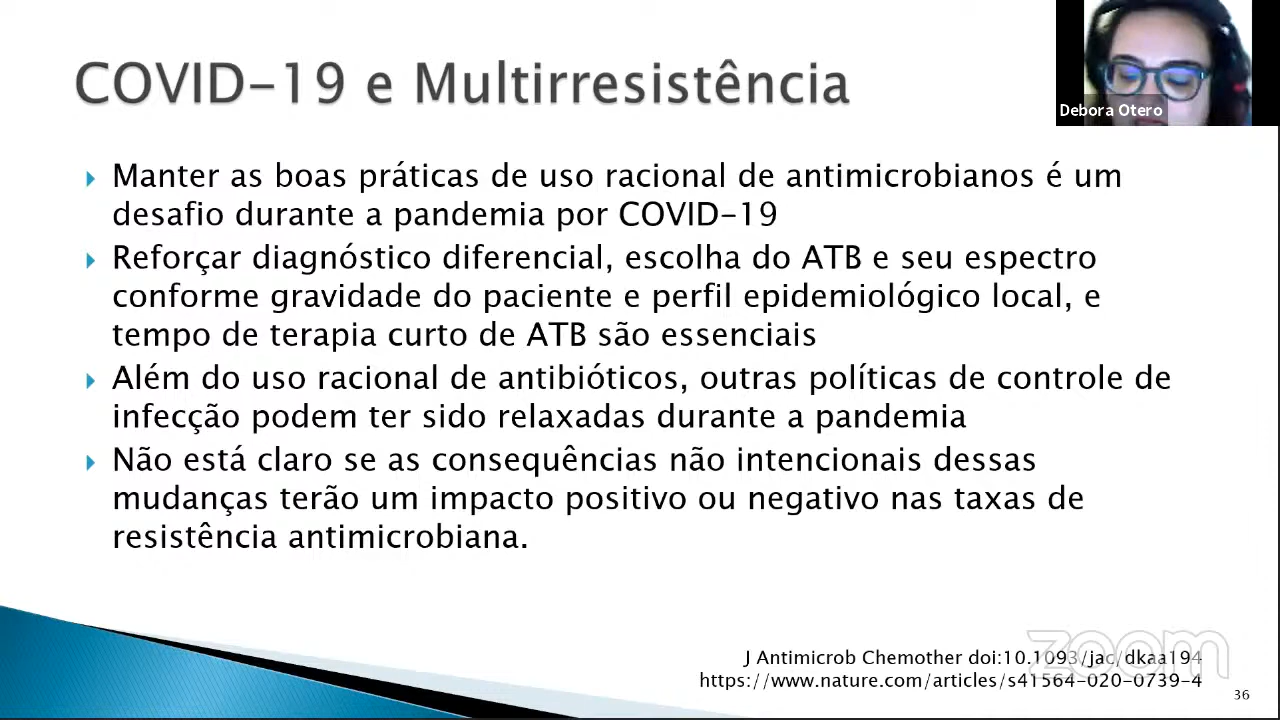 COVID-19 e Multirresistência
Debora Otero
Manter as boas práticas de uso racional de antimicrobianos é um
desafio durante a pandemia por COVID-19
Reforçar diagnóstico diferencial, escolha do ATB e seu espectro
conforme gravidade do paciente e perfil epidemiológico local, e
tempo de terapia curto de ATB são essenciais
Além do uso racional de antibióticos, outras políticas de controle de
infecção podem ter sido relaxadas durante a pandemia
Não está claro se as consequências não intencionais dessas
mudanças terão um impacto positivo ou negativo nas taxas de
resistência antimicrobiana.
zoom
J Antimicrob Chemother doi:10.1093/jac/dkaa194
https://www.nature.com/articles/s41564-020-0739-4
36